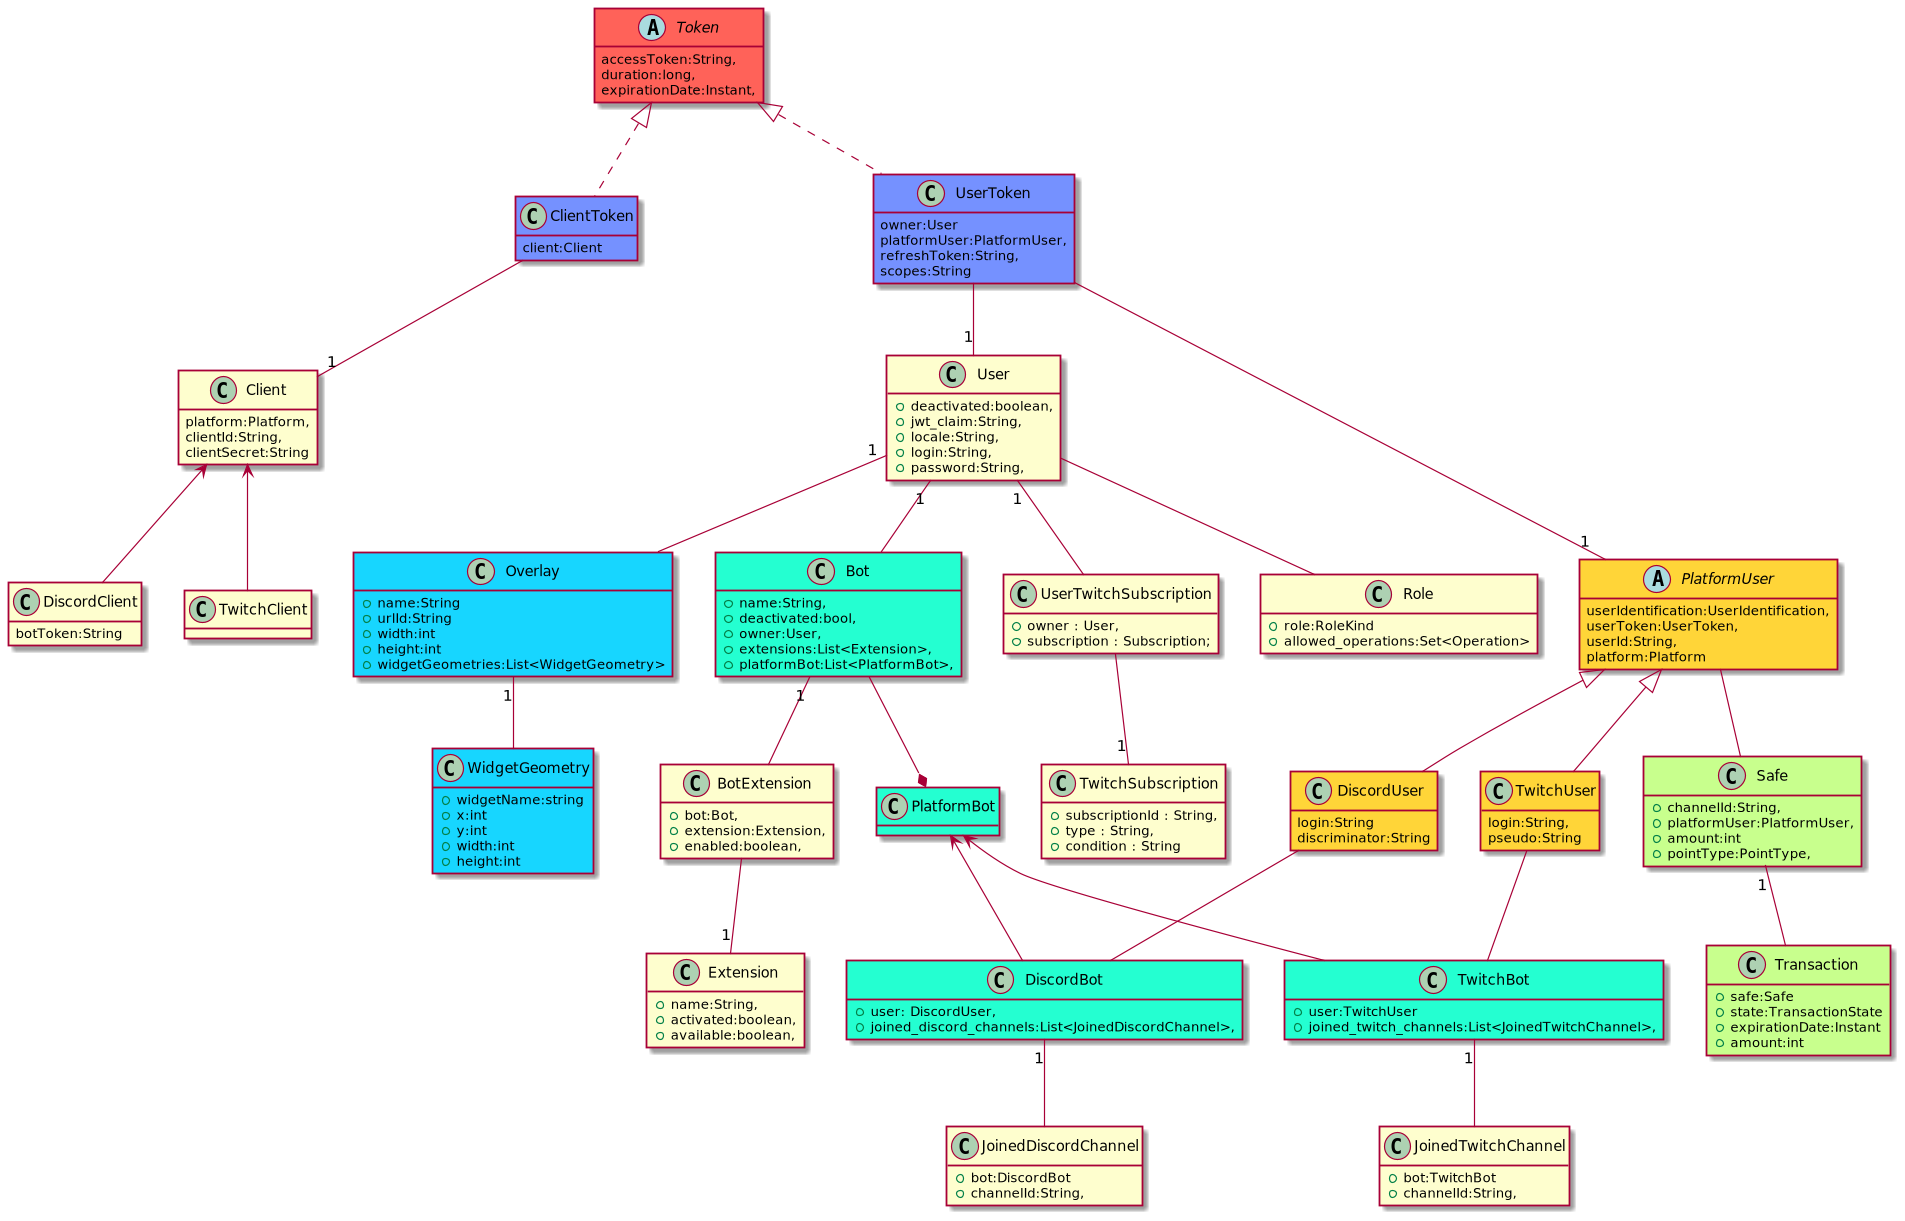 A Token
accessToken:String,
duration:long,
expirationDate:Instant,
C ClientToken
client:Client
C UserToken
owner:User
platformUser:PlatformUser,
refreshToken:String,
scopes:String
1
1
1
C Client
platform:Platform,
clientId:String,
clientSecret:String
C User
deactivated:boolean,
jwt_claim:String,
locale:String,
login:String,
password:String,
1
1
1
C DiscordClient
botToken:String
C TwitchClient
C Overlay
name:String
urlId:String
width:int
height:int
widgetGeometries:List<WidgetGeometry>
C Bot
name:String,
deactivated:bool,
owner:User,
extensions:List<Extension>,
platformBot:List<PlatformBot>,
C UserTwitchSubscription
owner : User,
subscription : Subscription;
C Role
role:RoleKind
allowed_operations:Set<Operation>
A PlatformUser
userIdentification:UserIdentification,
userToken:UserToken,
userId:String,
platform:Platform
1
1
1
C WidgetGeometry
widgetName:string
x:int
y:int
width:int
height:int
C BotExtension
bot:Bot,
extension:Extension,
enabled:boolean,
C PlatformBot
C TwitchSubscription
subscriptionId : String,
type : String,
condition : String
C DiscordUser
login:String
discriminator:String
C TwitchUser
login:String,
pseudo:String
C Safe
channelId:String,
platformUser:PlatformUser,
amount:int
pointType:PointType,
1
1
C Extension
name:String,
activated:boolean,
available:boolean,
C DiscordBot
user: DiscordUser,
joined_discord_channels:List<JoinedDiscordChannel>,
C TwitchBot
user:TwitchUser
joined_twitch_channels:List<JoinedTwitchChannel>,
C Transaction
safe:Safe
state:TransactionState
expirationDate:Instant
amount:int
1
1
C JoinedDiscordChannel
bot:DiscordBot
channelId:String,
C JoinedTwitchChannel
bot:TwitchBot
channelId:String,